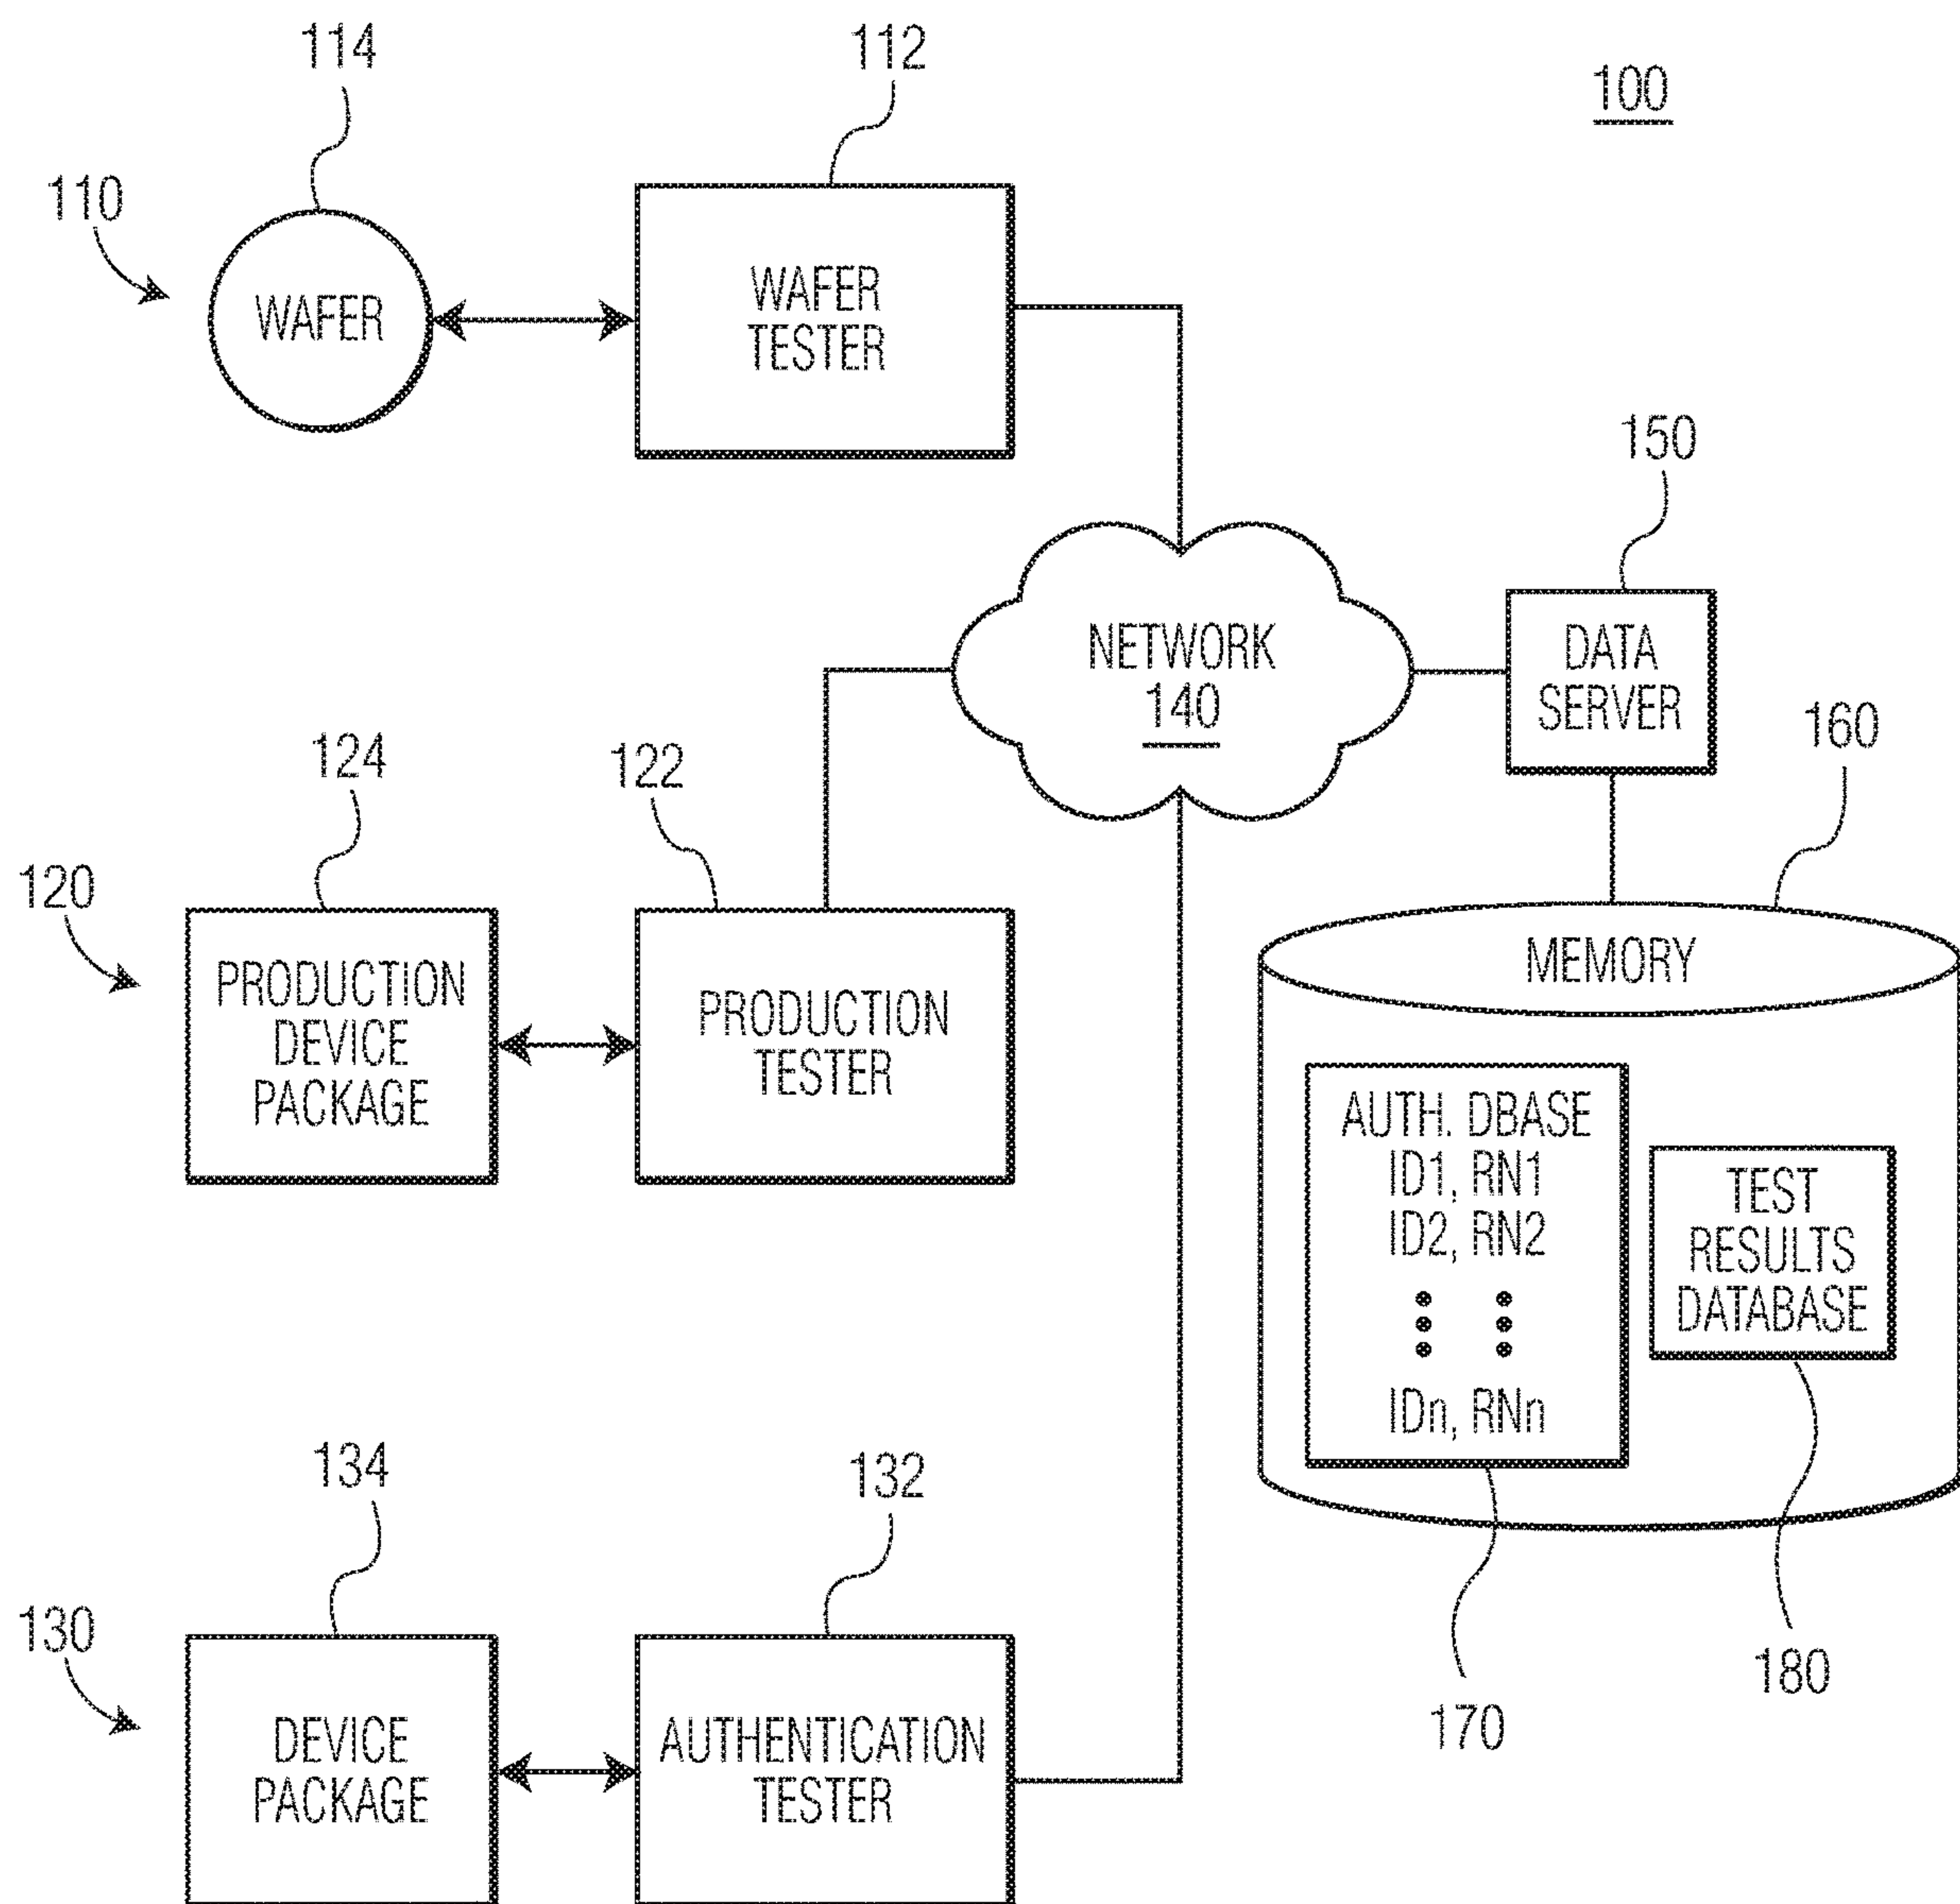 114
112
100
110
WAFER
WAFER
TESTER
150
NETWORK
140
DATA
SERVER
160
124
122
120
PRODUCTION
DEVICE
PACKAGE
PRODUCTION
TESTER
MEMORY
AUTH. DBASE
ID1, RN1
ID2, RN2
IDn, RNn
TEST
RESULTS
DATABASE
134
132
130
DEVICE
PACKAGE
AUTHENTICATION
TESTER
170
180